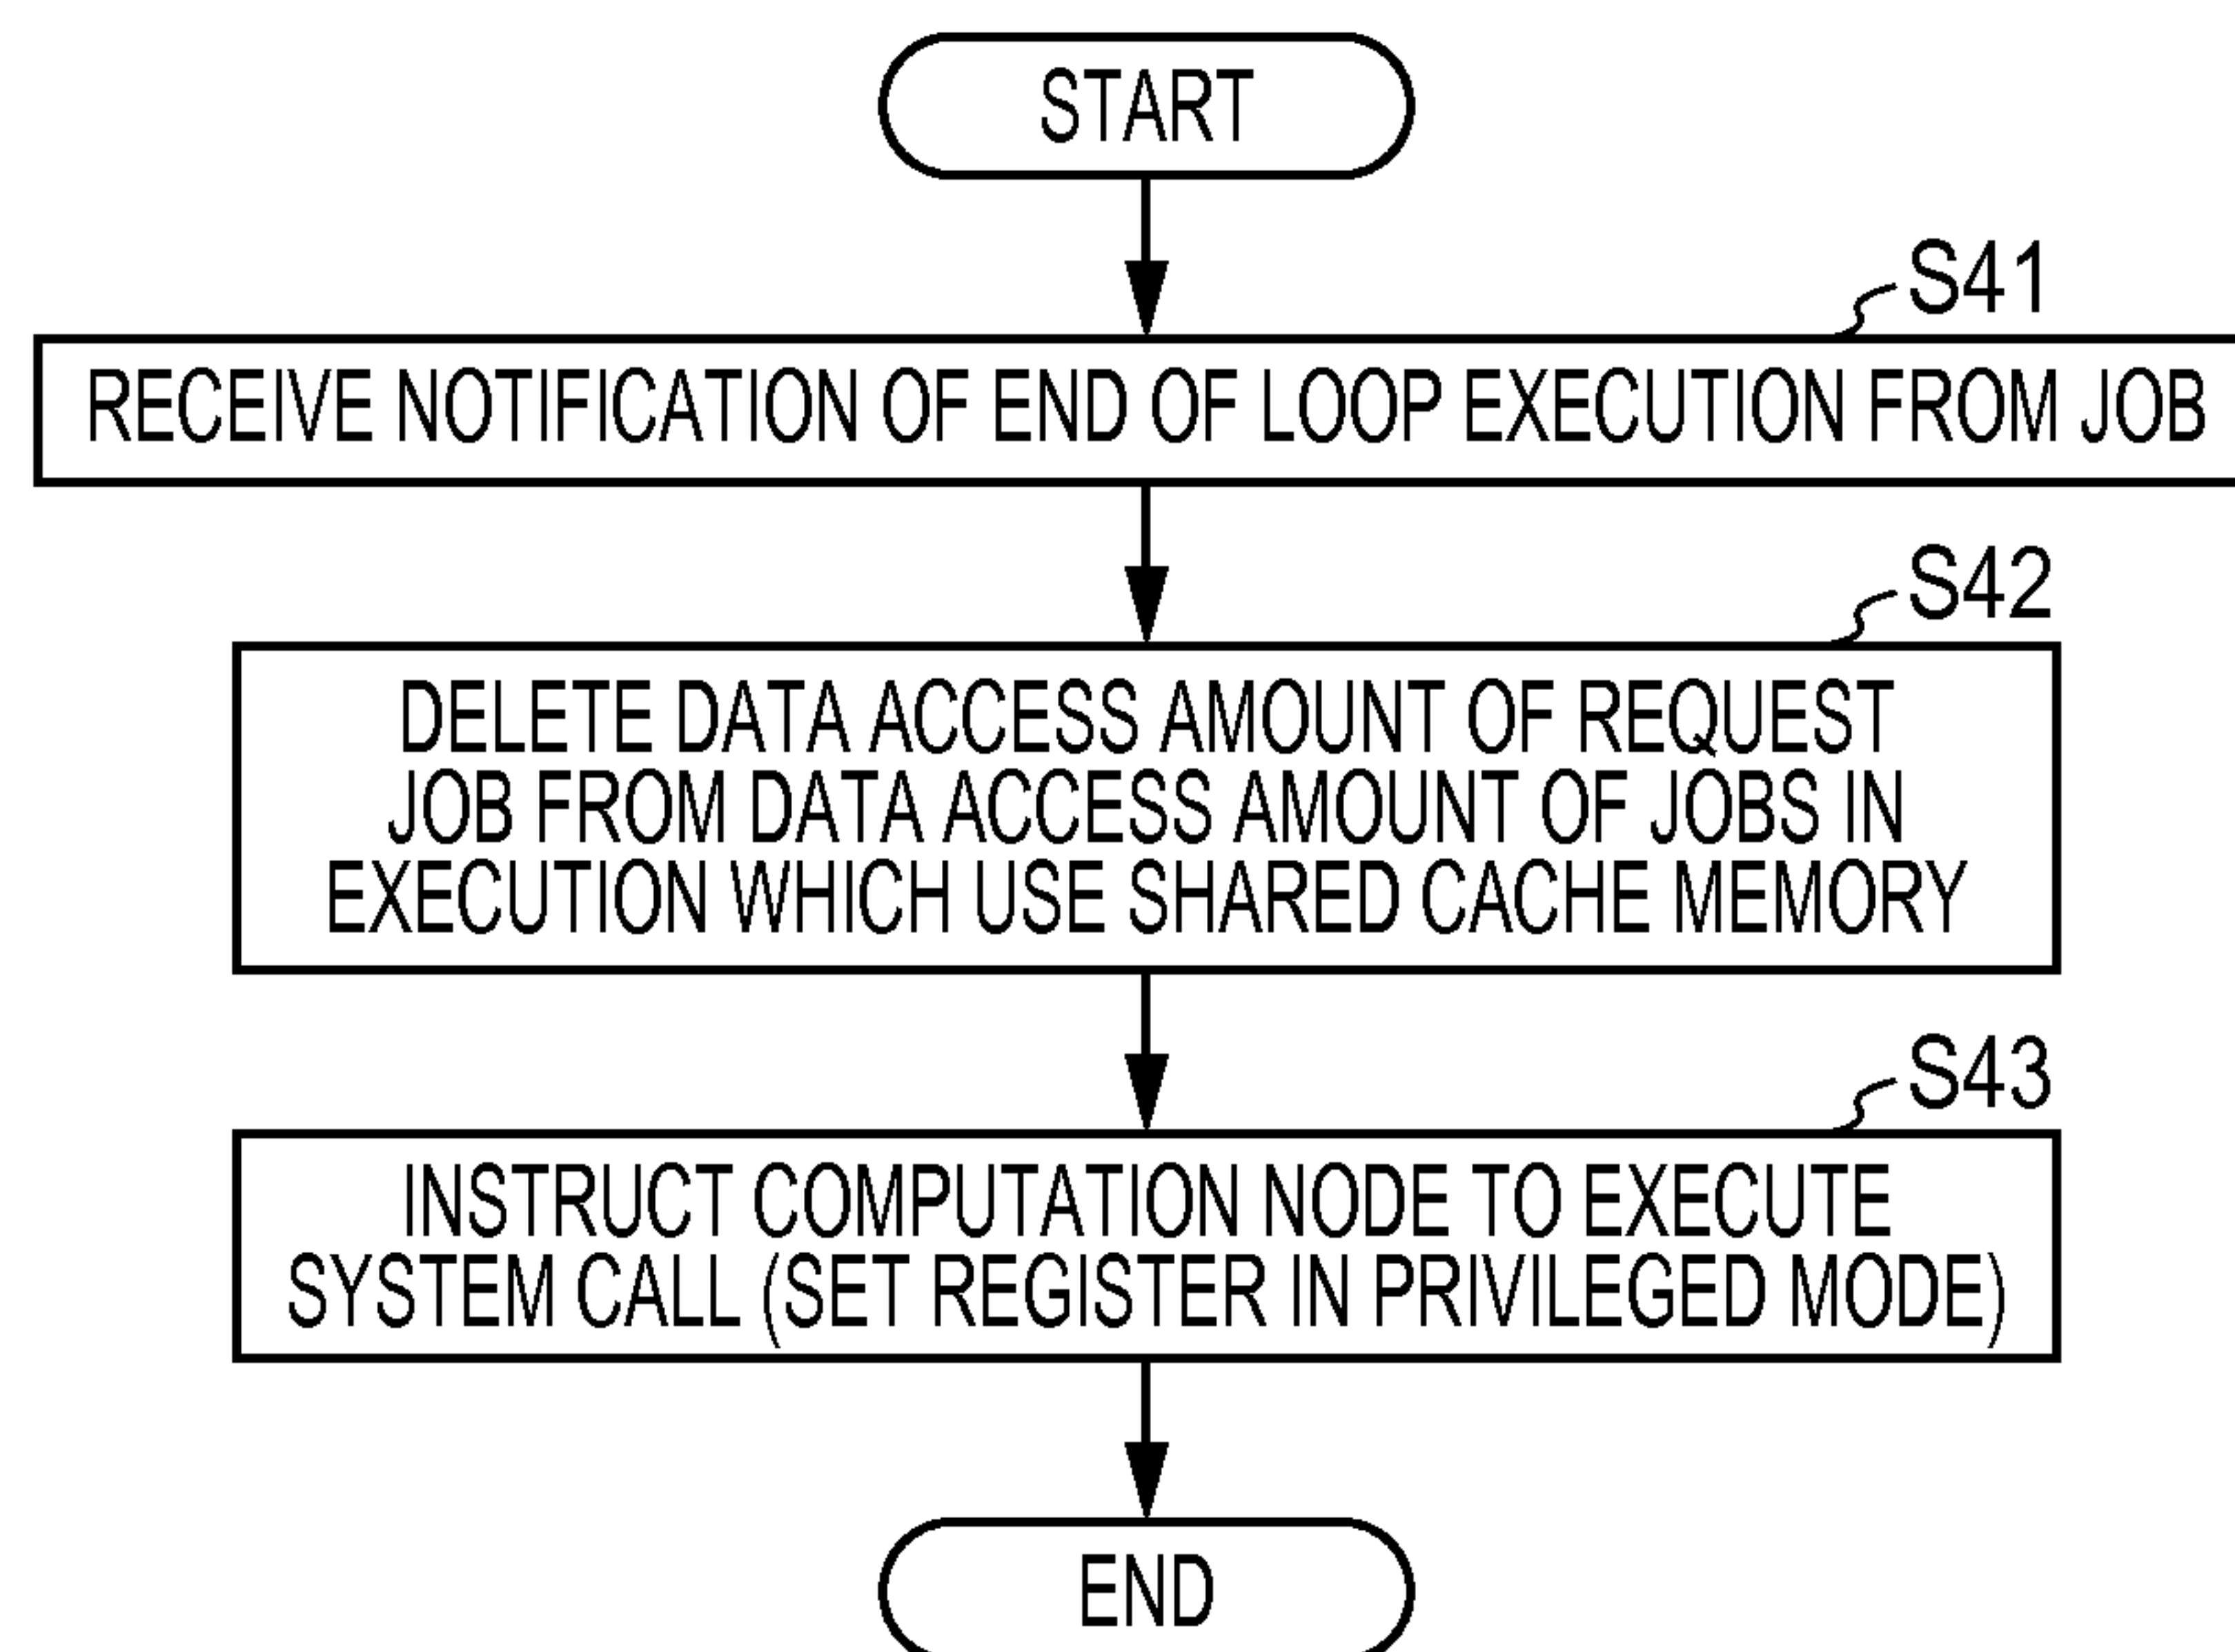 START
S41
RECEIVE NOTIFICATION OF END OF LOOP EXECUTION FROM JOB
S42
DELETE DATA ACCESS AMOUNT OF REQUEST
JOB FROM DATA ACCESS AMOUNT OF JOBS IN
EXECUTION WHICH USE SHARED CACHE MEMORY
S43
INSTRUCT COMPUTATION NODE TO EXECUTE
SYSTEM CALL (SET REGISTER IN PRIVILEGED MODE)
END